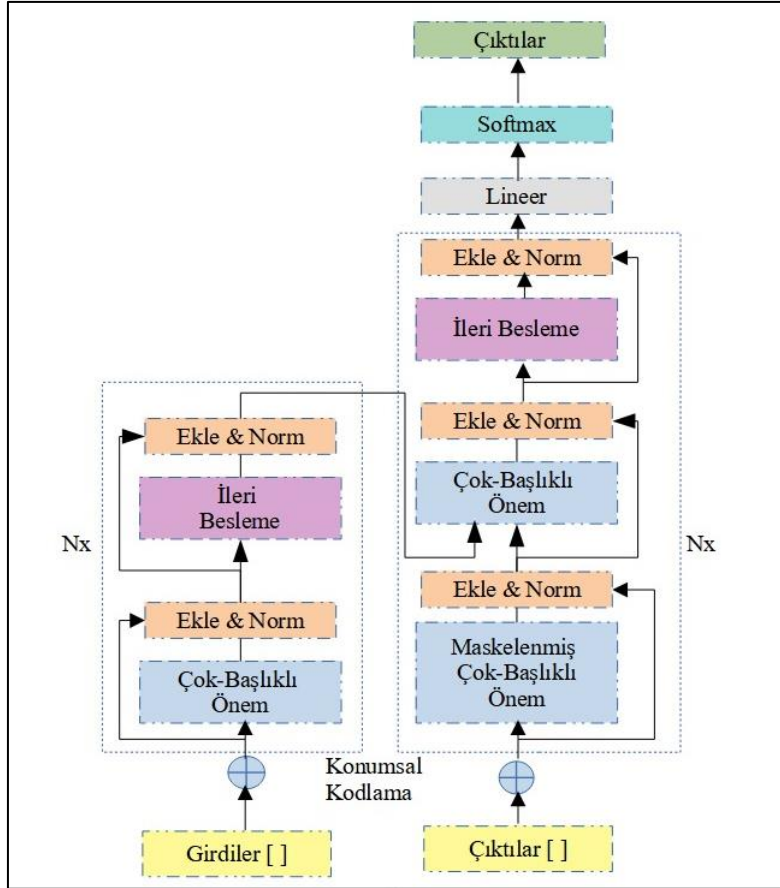 Çıktılar
Softmax
Lineer
Ekle & Norm
İleri Besleme
Ekle & Norm
Çok-Başlıklı
Önem
Ekle & Norm
Maskelenmiş
Çok-Başlıklı
Önem
Nx
Ekle & Norm
İleri
Besleme
Nx
Ekle & Norm
Çok-Başlıklı
Önem
Konumsal
Kodlama
Girdiler [ ]
Çıktılar [ ]